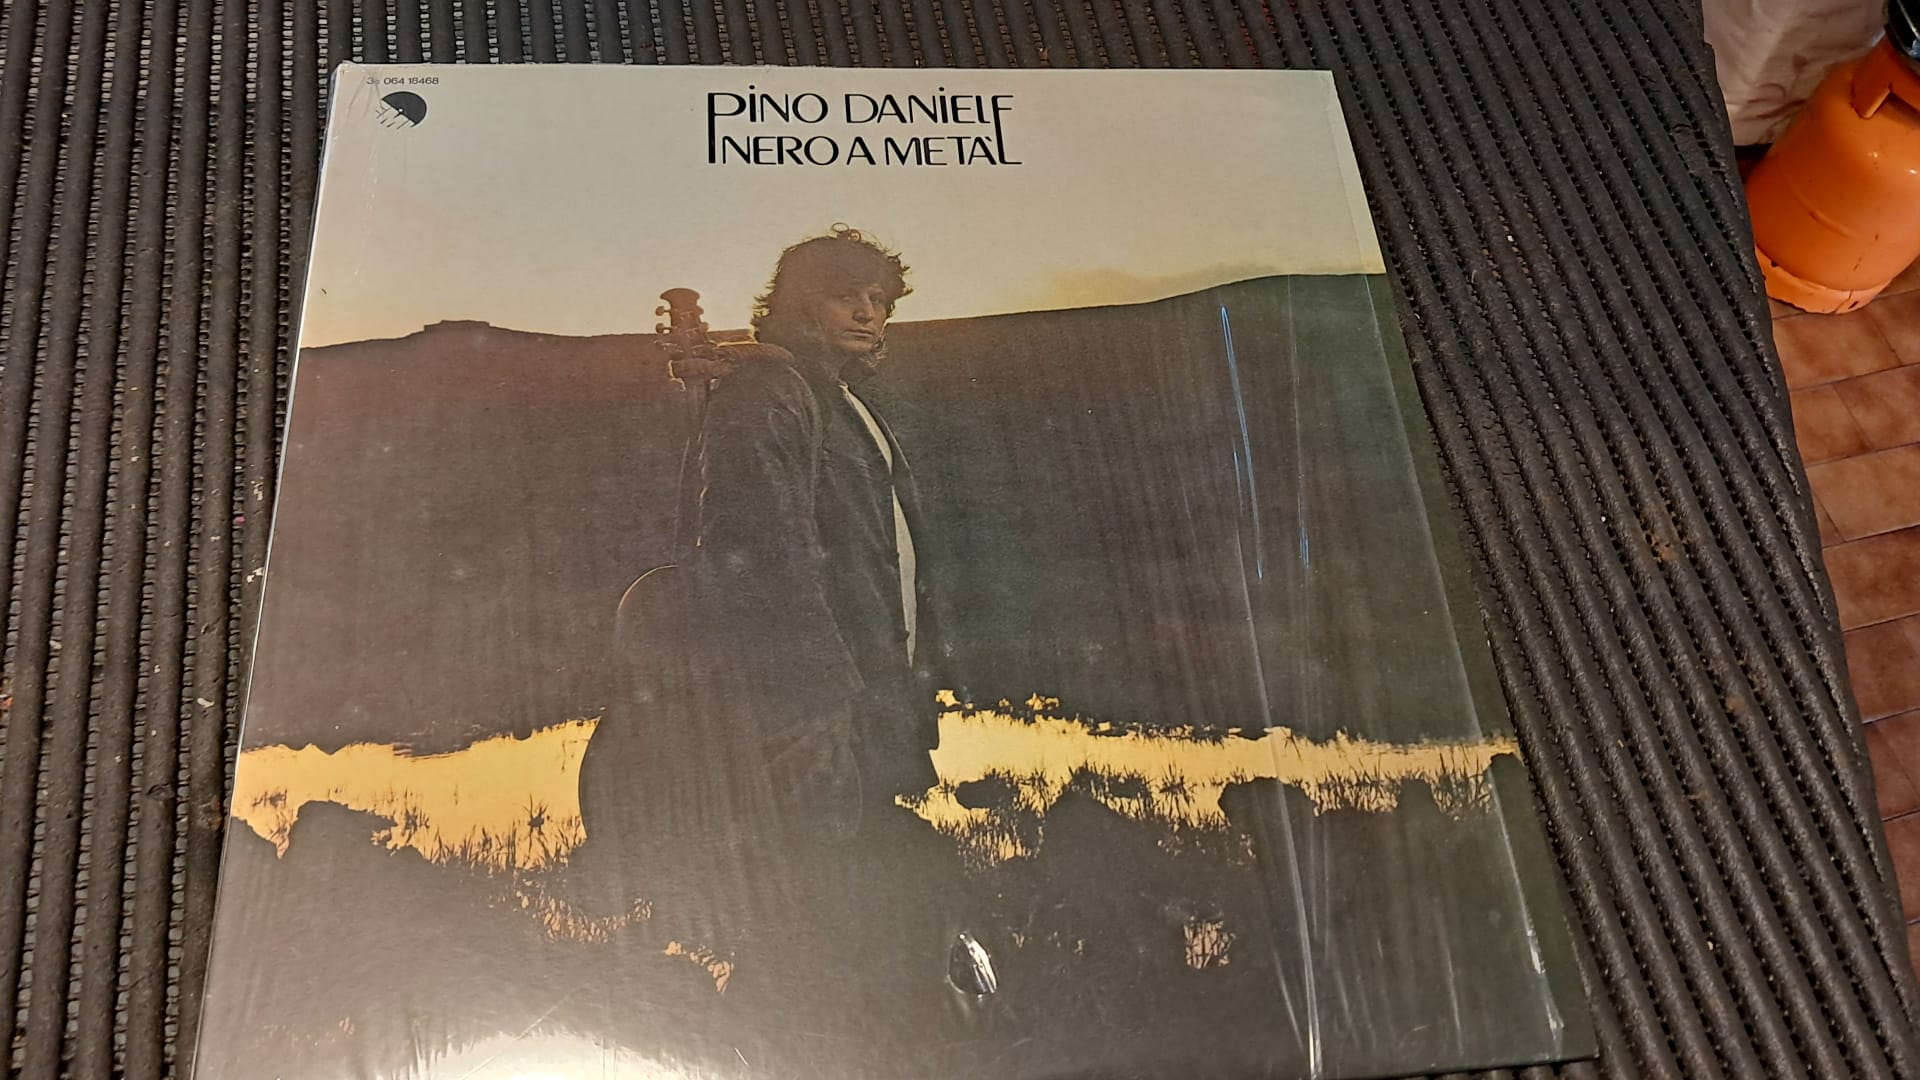 3C 064 18468
PiNO DANiELE
NERO A METÀ